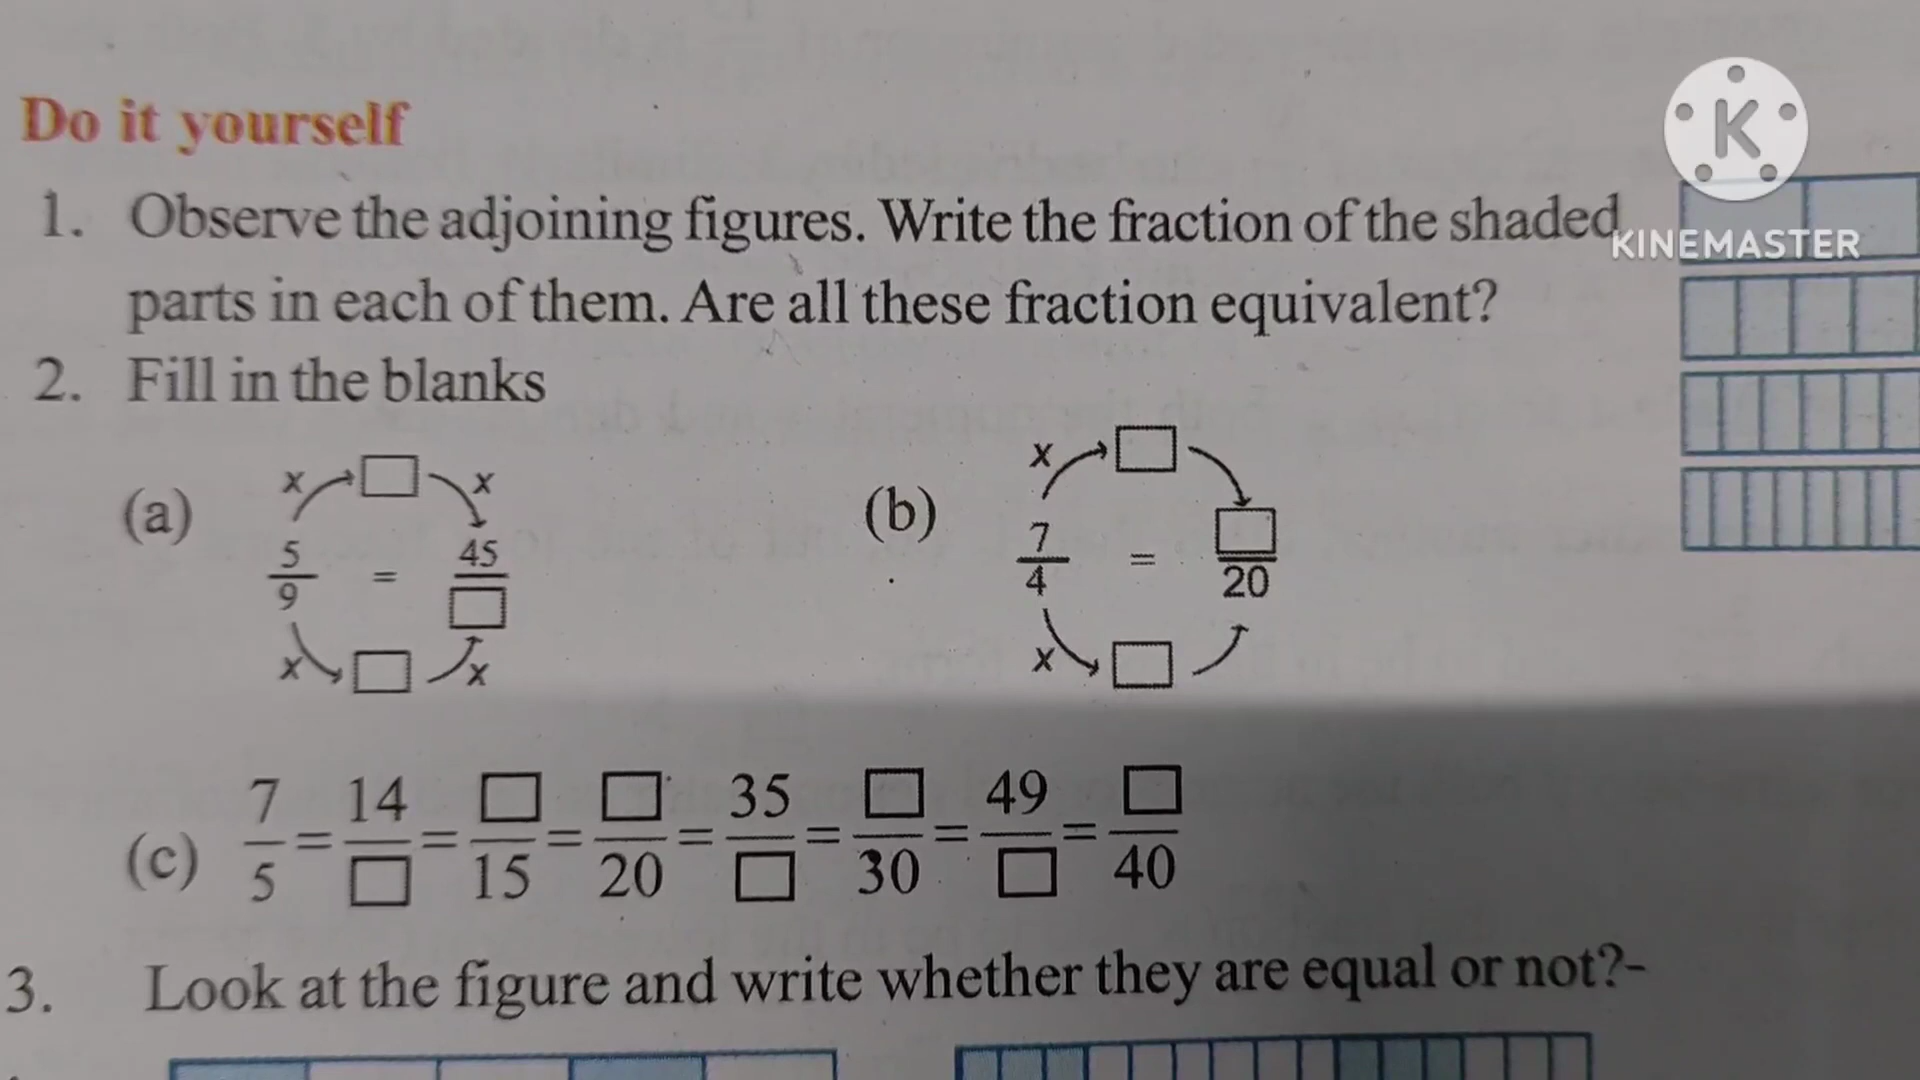 Do it yourself
K
KINEMASTER
1. Observe the adjoining figures. Write the fraction of the shaded
parts in each of them. Are all these fraction equivalent?
2. Fill in the blanks
(a) x □ x
5/9 = 45/□
x □ x
(b) x □
7/4 = □/20
x □
(c) 7/5 = 14/□ = □/15 = □/20 = 35/□ = □/30 = 49/□ = □/40
3. Look at the figure and write whether they are equal or not?-